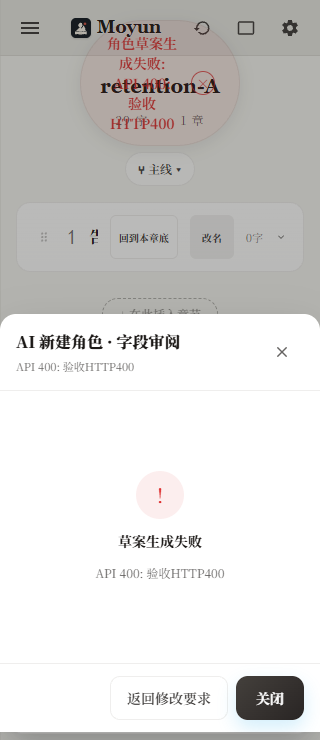 Moyun
角色草案生
成失败:
API 400:
验收
HTTP400
retention-A
1 章
主线
1
回到本章底
改名
0字
AI 新建角色 · 字段审阅
API 400: 验收HTTP400
!
草案生成失败
API 400: 验收HTTP400
返回修改要求
关闭